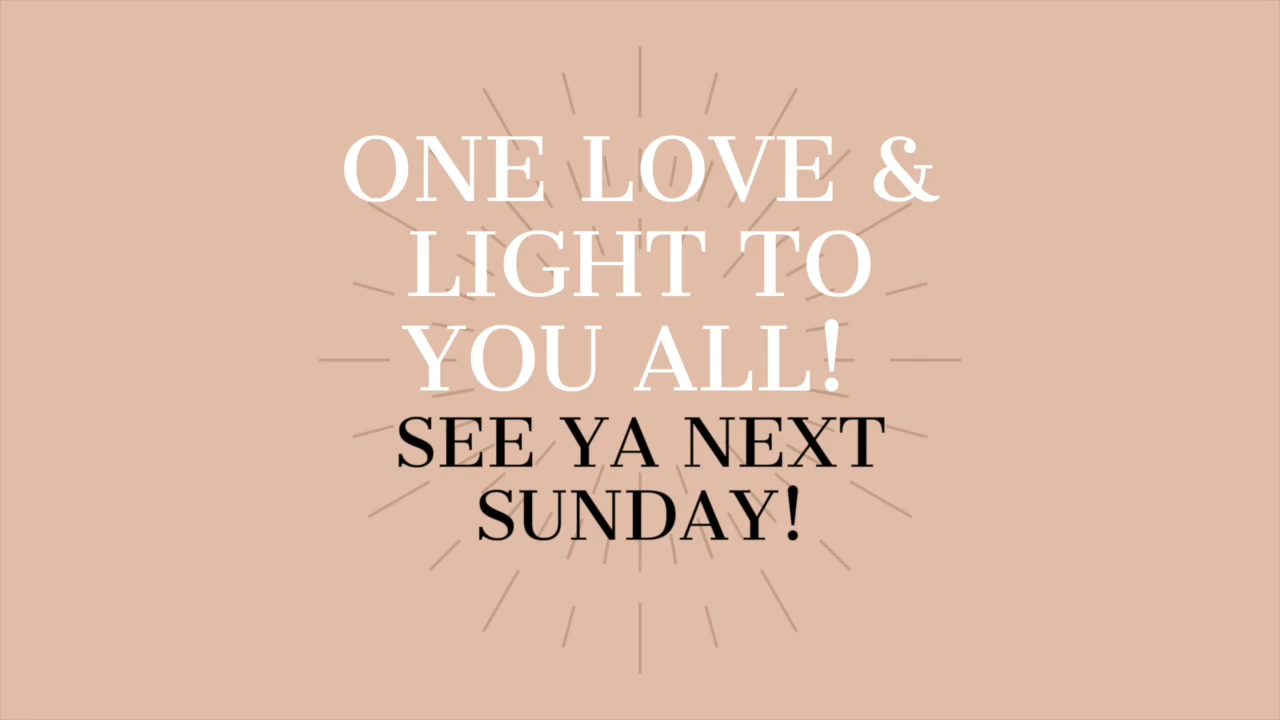 ONE LOVE &
LIGHT TO
YOU ALL!
SEE YA NEXT
SUNDAY!